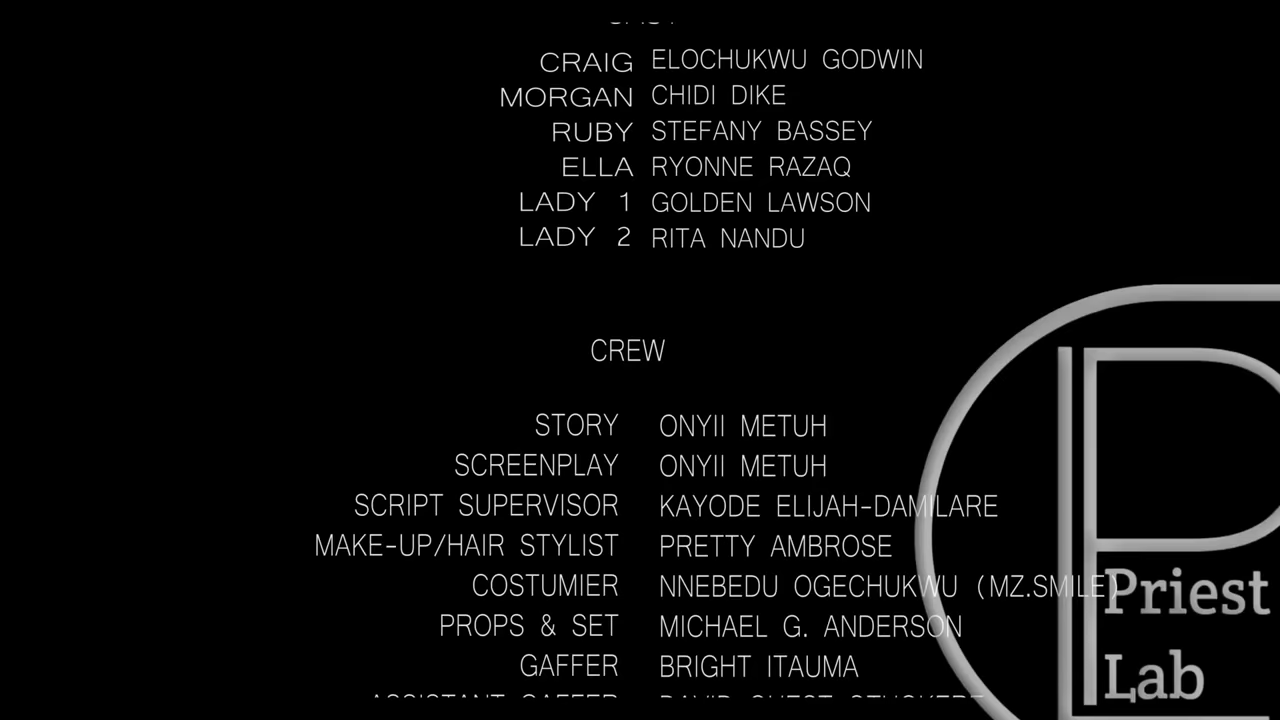 CRAIG ELOCHUKWU GODWIN
MORGAN CHIDI DIKE
RUBY STEFANY BASSEY
ELLA RYONNE RAZAQ
LADY 1 GOLDEN LAWSON
LADY 2 RITA NANDU
CREW
STORY ONYII METUH
SCREENPLAY ONYII METUH
SCRIPT SUPERVISOR KAYODE ELIJAH-DAMILARE
MAKE-UP/HAIR STYLIST PRETTY AMBROSE
COSTUMIER NNEBEDU OGECHUKWU (MZ.SMILE)
PROPS & SET MICHAEL G. ANDERSON
GAFFER BRIGHT ITAUMA
Priest
Lab